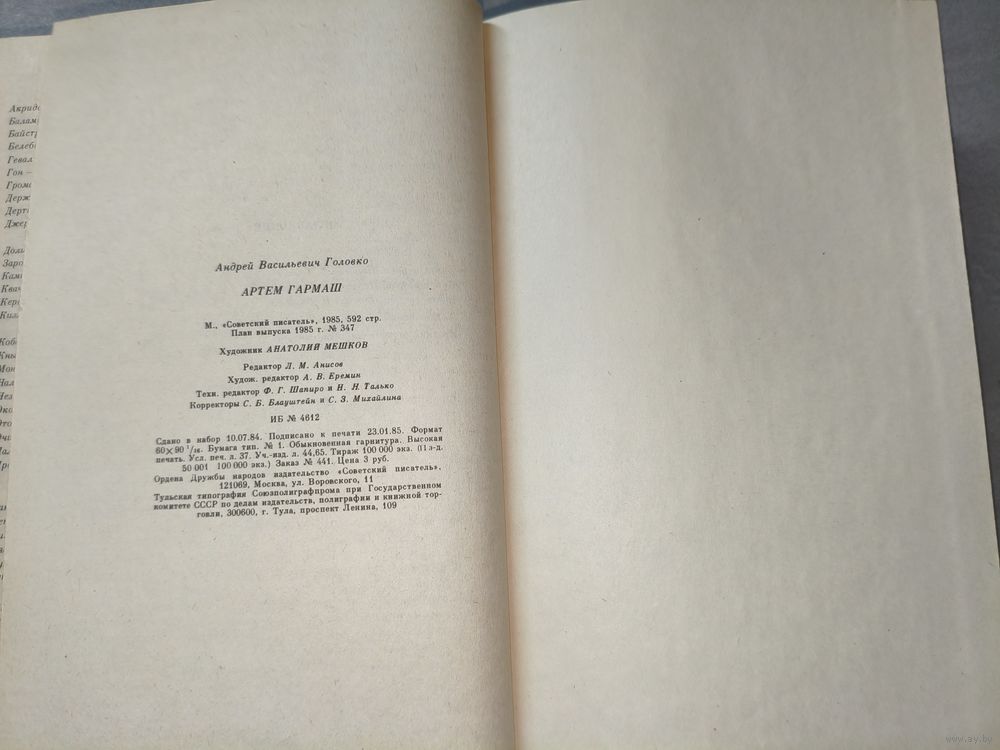 Андрей Васильевич Головко
АРТЕМ ГАРМАШ
М., «Советский писатель», 1985, 592 стр.
План выпуска 1985 г. № 347
Художник АНАТОЛИЙ МЕШКОВ
Редактор Л. М. Анисов
Худож. редактор А. В. Еремин
Техн. редактор Ф. Г. Шапиро и Н. Н. Талько
Корректоры С. Б. Блауштейн и С. З. Михайлина
ИБ № 4612
Сдано в набор 10.07.84. Подписано к печати 23.01.85. Формат
60×90 1/16. Бумага тип. № 1. Обыкновенная гарнитура. Высокая
печать. Усл. печ. л. 37. Уч.-изд. л. 44,65. Тираж 100 000 экз. (II з-д.
50 001 100 000 экз.) Заказ № 441. Цена 3 руб.
Ордена Дружбы народов издательство «Советский писатель»,
121069, Москва, ул. Воровского, 11
Тульская типография Союзполиграфпрома при Государственном
комитете СССР по делам издательств, полиграфии и книжной тор-
говли, 300600, г. Тула, проспект Ленина, 109
Гон —
www.ay.by